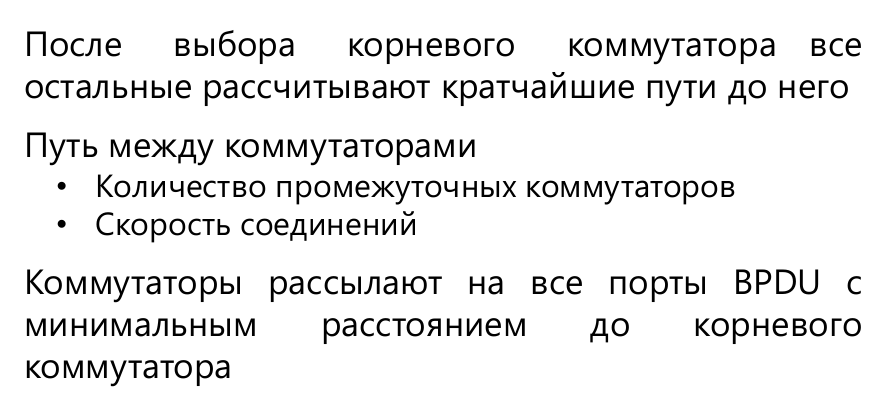 После выбора корневого коммутатора все
остальные рассчитывают кратчайшие пути до него
Путь между коммутаторами
• Количество промежуточных коммутаторов
• Скорость соединений
Коммутаторы рассылают на все порты BPDU с
минимальным расстоянием до корневого
коммутатора